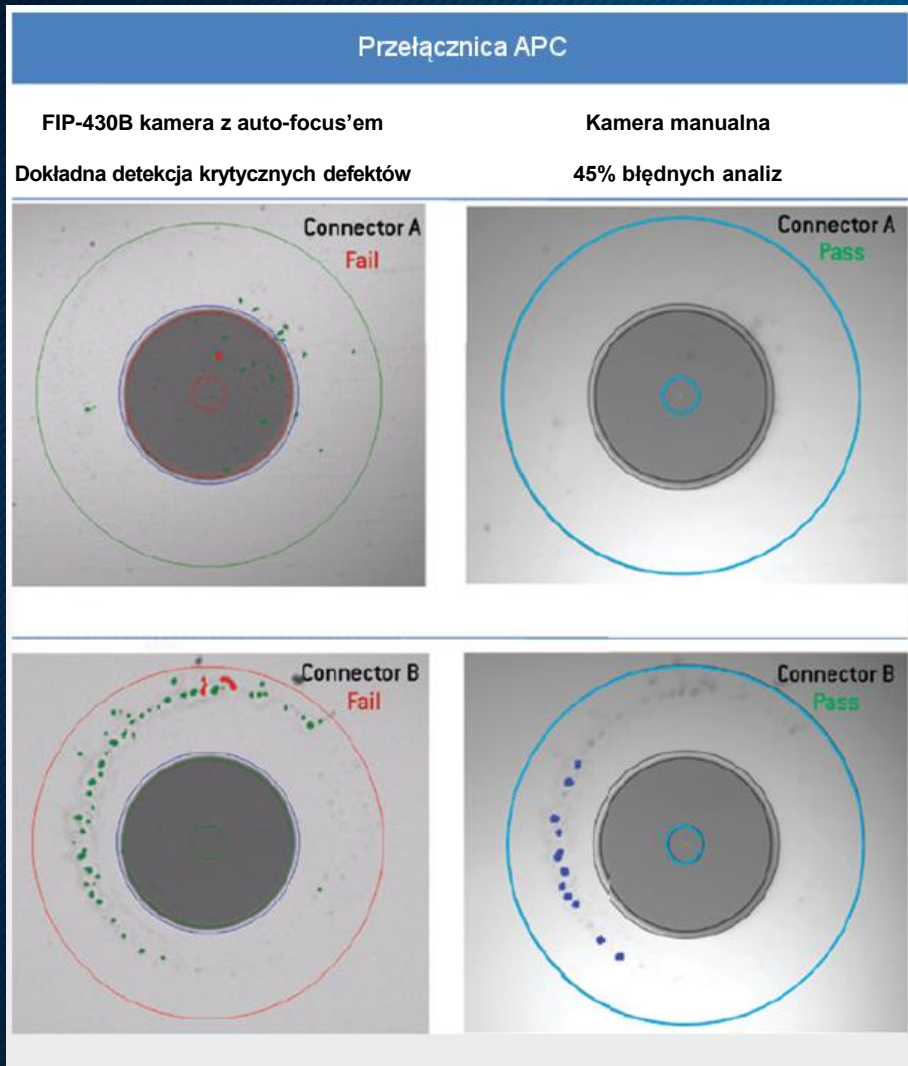 Przełącznica APC
FIP-430B kamera z auto-focus’em
Dokładna detekcja krytycznych defektów
Kamera manualna
45% błędnych analiz
Connector A
Fail
Connector A
Pass
Connector B
Fail
Connector B
Pass